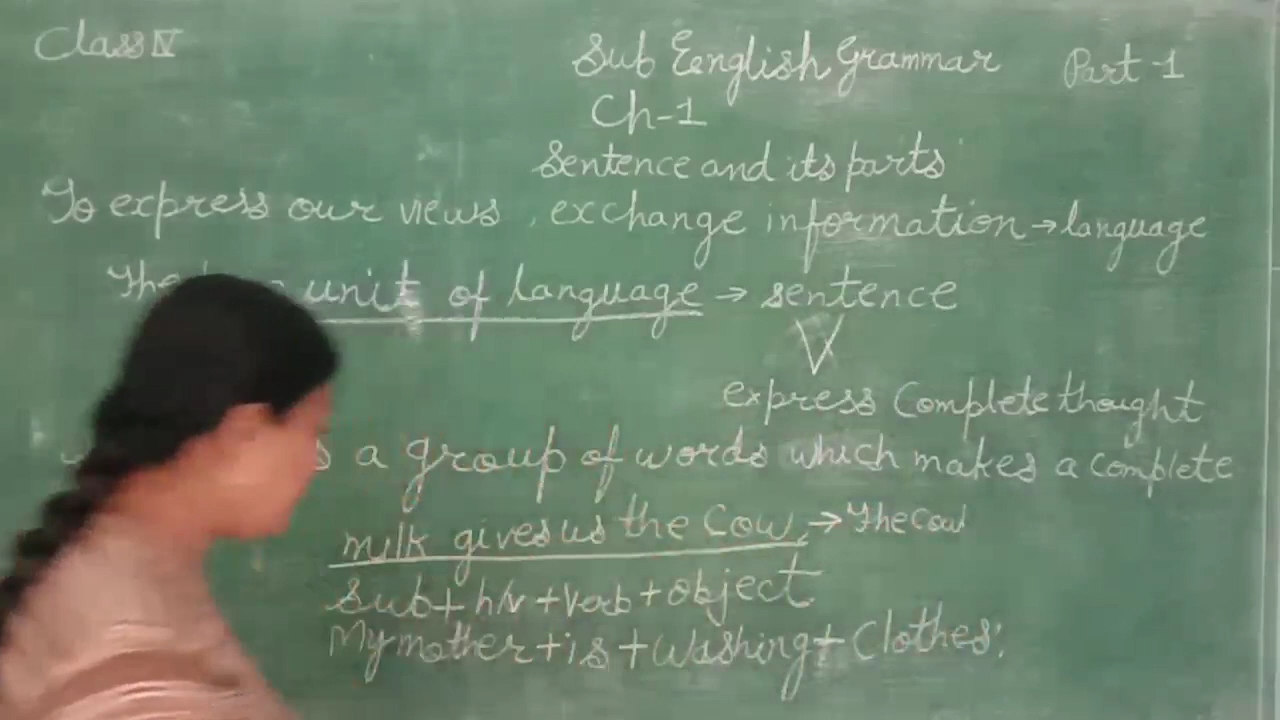 Class IV
Sub English Grammar Part-1
Ch-1
Sentence and its parts
To express our views, exchange information → language
The unit of language → sentence
express Complete thought
a group of words which makes a complete
milk gives us the Cow. → The Cow
Sub + h/v + Verb + object
My mother + is + washing + Clothes.